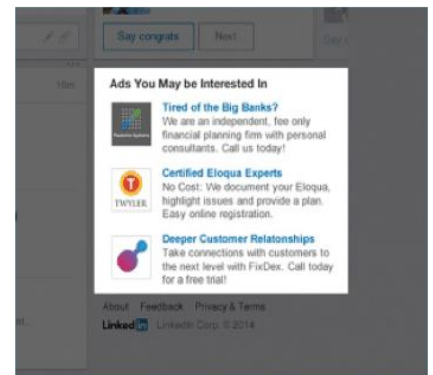 Say congrats Next
10m
Ads You May be Interested In
Tired of the Big Banks?
We are an independent, fee only
financial planning firm with personal
consultants. Call us today!
Certified Eloqua Experts
No Cost: We document your Eloqua,
highlight issues and provide a plan.
Easy online registration.
TWYLER
Deeper Customer Relationships
Take connections with customers to
the next level with FixDex. Call today
for a free trial!
About Feedback Privacy & Terms
LinkedIn LinkedIn Corp. © 2014